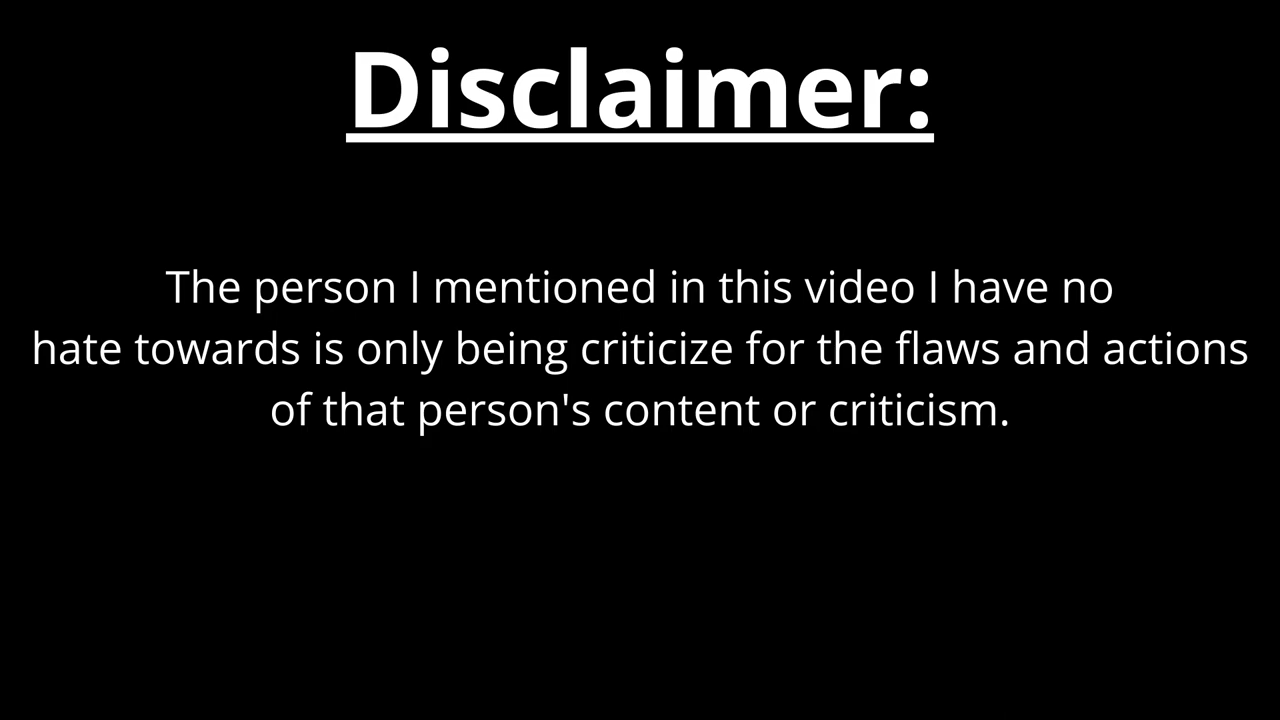 Disclaimer:
The person I mentioned in this video I have no
hate towards is only being criticize for the flaws and actions
of that person's content or criticism.